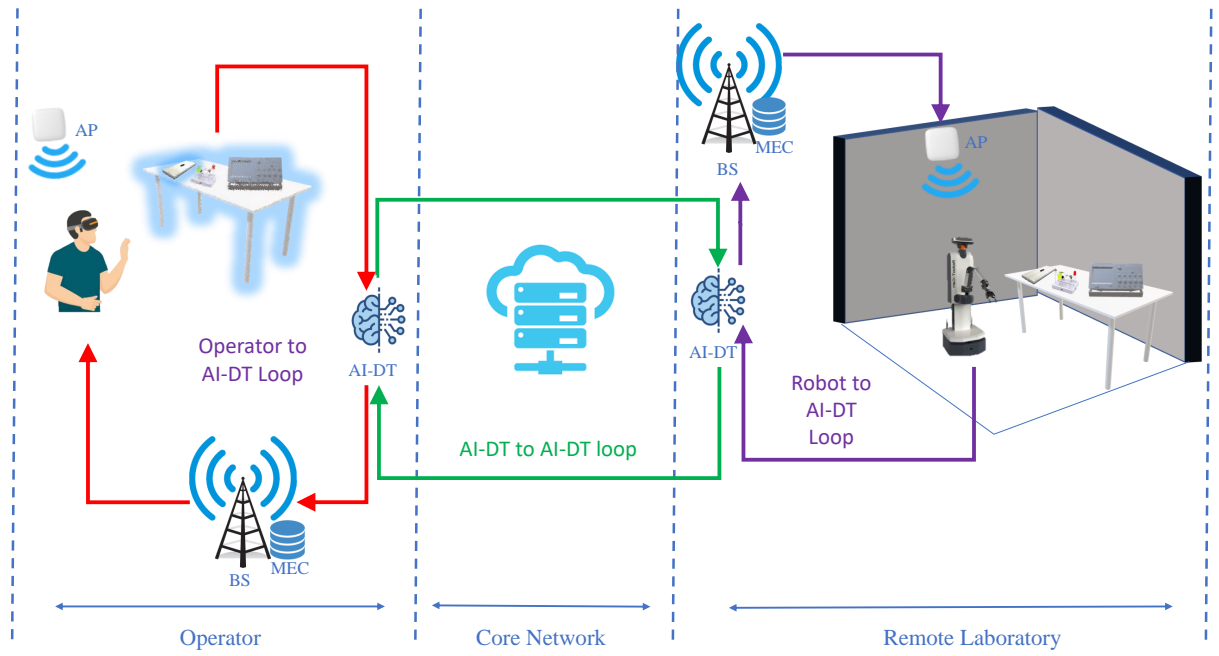 AP
BS
MEC
AP
Operator to
AI-DT Loop
AI-DT
AI-DT
Robot to
AI-DT
Loop
AI-DT to AI-DT loop
BS
MEC
Operator
Core Network
Remote Laboratory